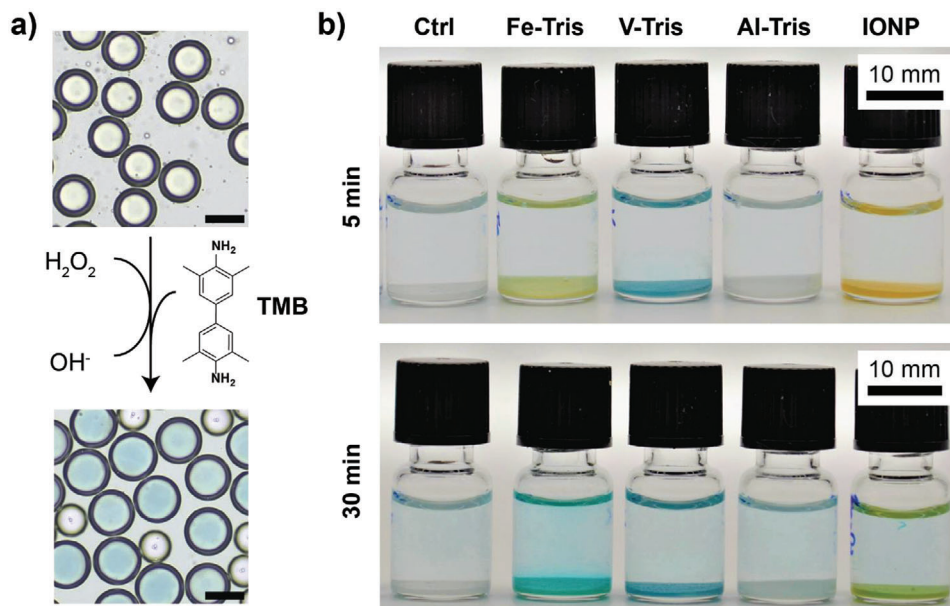 a)
H₂O₂
OH⁻
NH₂
NH₂
TMB
b)
Ctrl Fe-Tris V-Tris Al-Tris IONP
5 min
10 mm
30 min
10 mm